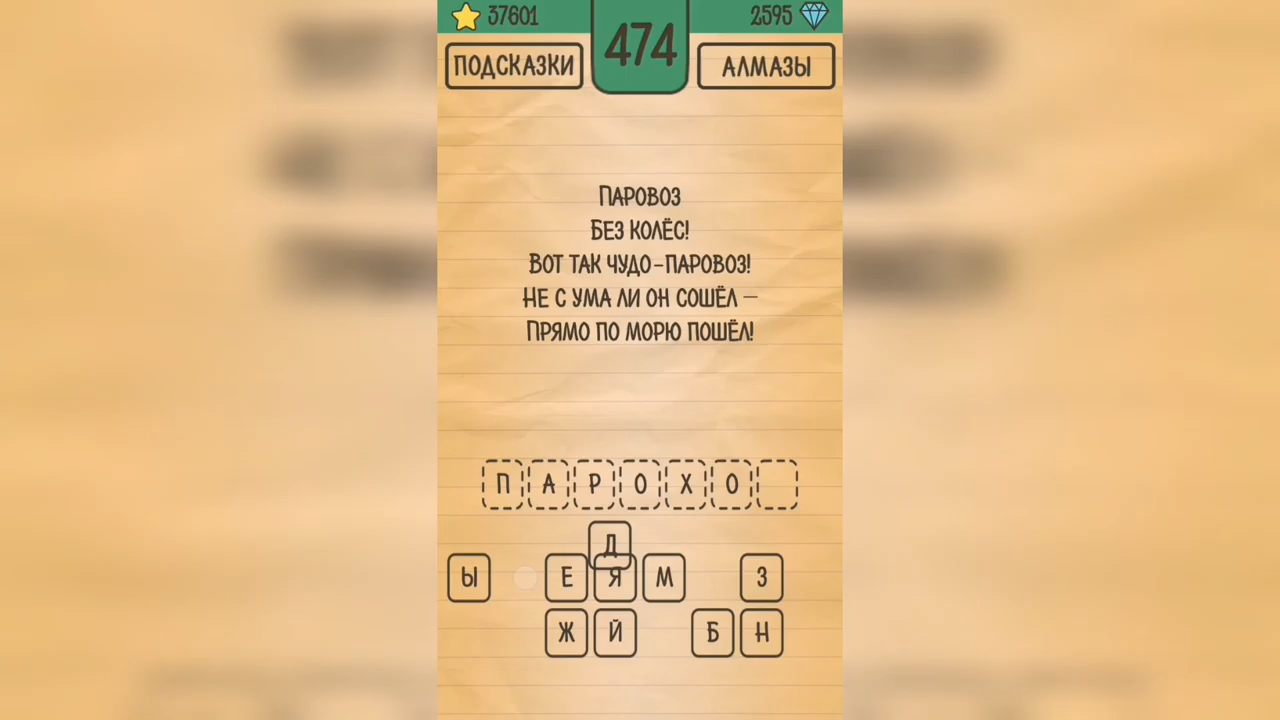 37601
474
2595
ПОДСКАЗКИ
АЛМАЗЫ
ПАРОВОЗ
БЕЗ КОЛЁС!
ВОТ ТАК ЧУДО-ПАРОВОЗ!
НЕ С УМА ЛИ ОН СОШЁЛ —
ПРЯМО ПО МОРЮ ПОШЁЛ!
П А Р О Х О
Д
Ы Е Я М З
Ж Й Б Н